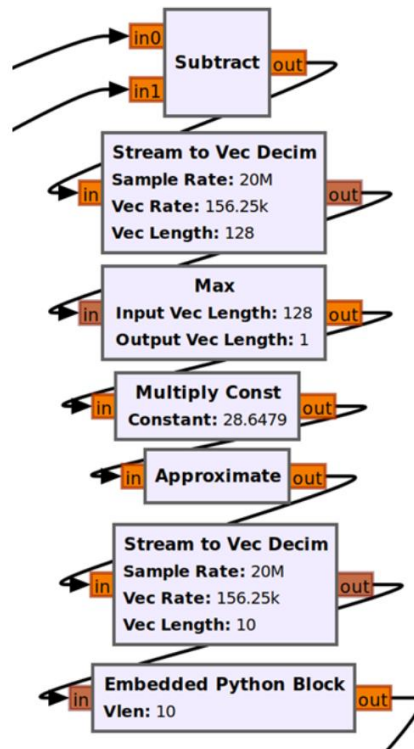 in0
Subtract
out
in1
Stream to Vec Decim
Sample Rate: 20M
in
Vec Rate: 156.25k
out
Vec Length: 128
Max
in
Input Vec Length: 128
out
Output Vec Length: 1
Multiply Const
in
Constant: 28.6479
out
in
Approximate
out
Stream to Vec Decim
Sample Rate: 20M
in
Vec Rate: 156.25k
out
Vec Length: 10
Embedded Python Block
in
Vlen: 10
out